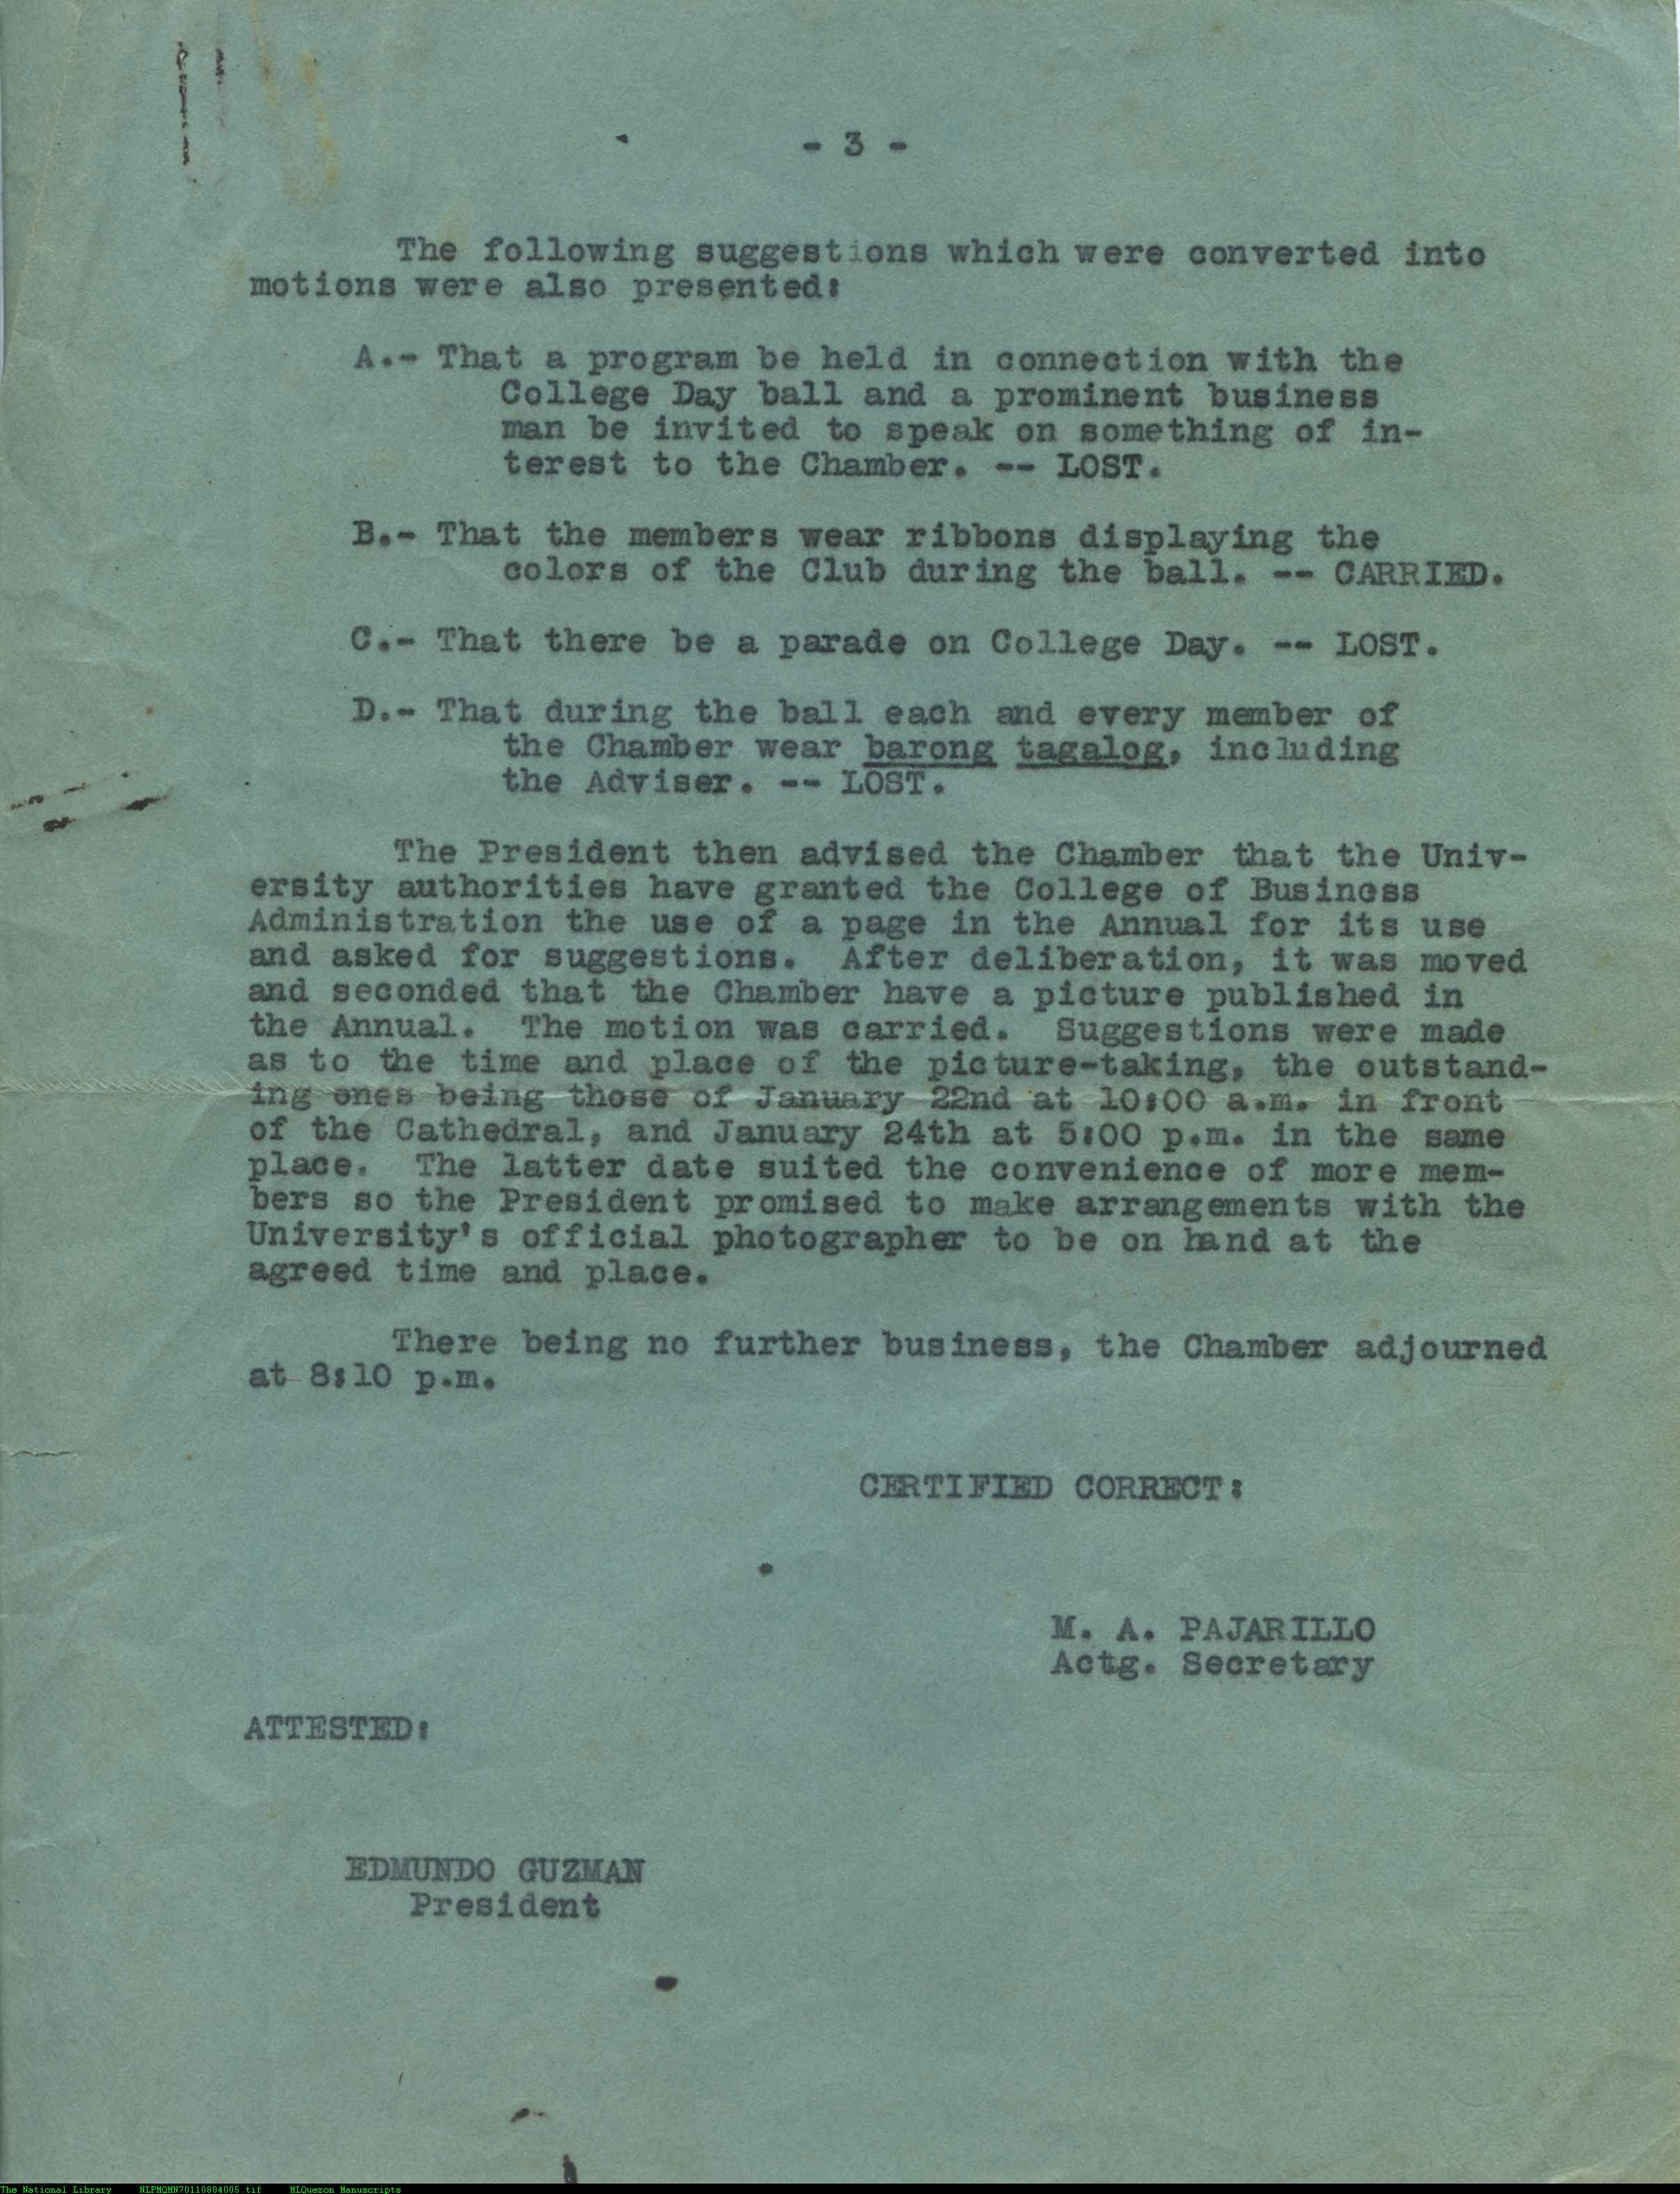 - 3 -
The following suggestions which were converted into
motions were also presented:
A.- That a program be held in connection with the
College Day ball and a prominent business
man be invited to speak on something of in-
terest to the Chamber. -- LOST.
B.- That the members wear ribbons displaying the
colors of the Club during the ball. -- CARRIED.
C.- That there be a parade on College Day. -- LOST.
D.- That during the ball each and every member of
the Chamber wear barong tagalog, including
the Adviser. -- LOST.
The President then advised the Chamber that the Univ-
ersity authorities have granted the College of Business
Administration the use of a page in the Annual for its use
and asked for suggestions. After deliberation, it was moved
and seconded that the Chamber have a picture published in
the Annual. The motion was carried. Suggestions were made
as to the time and place of the picture-taking, the outstand-
ing ones being those of January 22nd at 10:00 a.m. in front
of the Cathedral, and January 24th at 5:00 p.m. in the same
place. The latter date suited the convenience of more mem-
bers so the President promised to make arrangements with the
University's official photographer to be on hand at the
agreed time and place.
There being no further business, the Chamber adjourned
at 8:10 p.m.
CERTIFIED CORRECT:
M. A. PAJARILLO
Actg. Secretary
ATTESTED:
EDMUNDO GUZMAN
President
The National Library NLPMQMN70110804005.tif MLQuezon Manuscripts